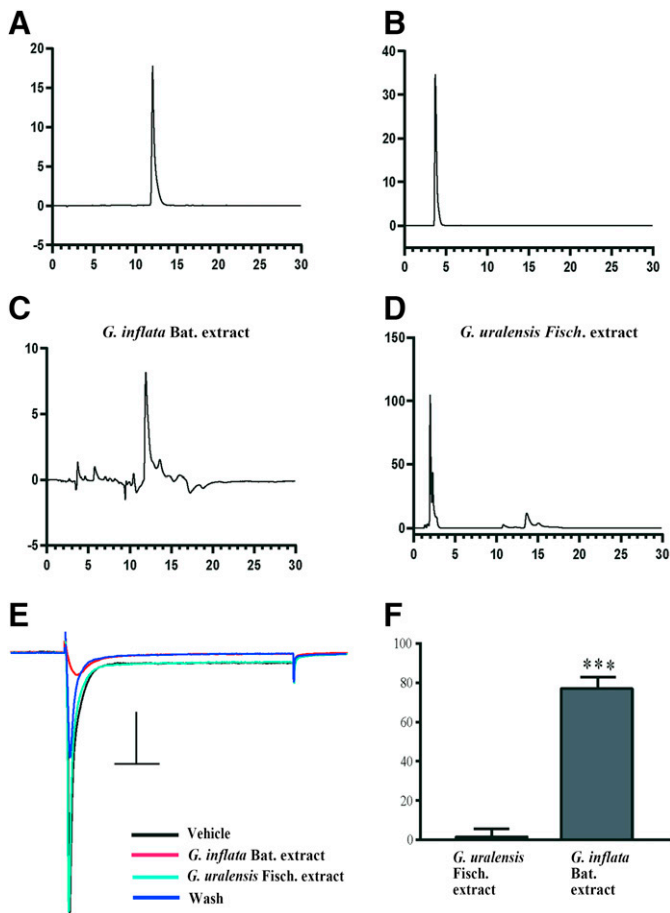 A
20
15
10
5
0
-5
0 5 10 15 20 25 30
B
40
30
20
10
0
0 5 10 15 20 25 30
C
G. inflata Bat. extract
10
5
0
-5
0 5 10 15 20 25 30
D
G. uralensis Fisch. extract
150
100
50
0
0 5 10 15 20 25 30
E
Vehicle
G. inflata Bat. extract
G. uralensis Fisch. extract
Wash
F
100
80
60
40
20
0
***
G. uralensis
Fisch.
extract
G. inflata
Bat.
extract